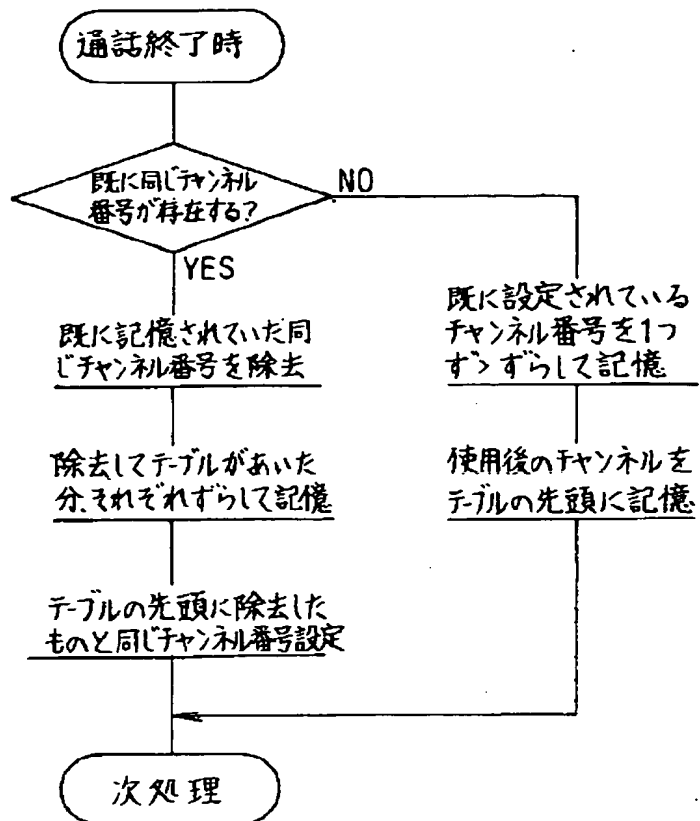 通話終了時
既に同じチャンネル
番号が存在する?
NO
YES
既に記憶されていた同
じチャンネル番号を除去
除去してテーブルがあいた
分、それぞれずらして記憶
テーブルの先頭に除去した
ものと同じチャンネル番号設定
既に設定されている
チャンネル番号を1つ
ずゝずらして記憶
使用後のチャンネルを
テーブルの先頭に記憶
次処理